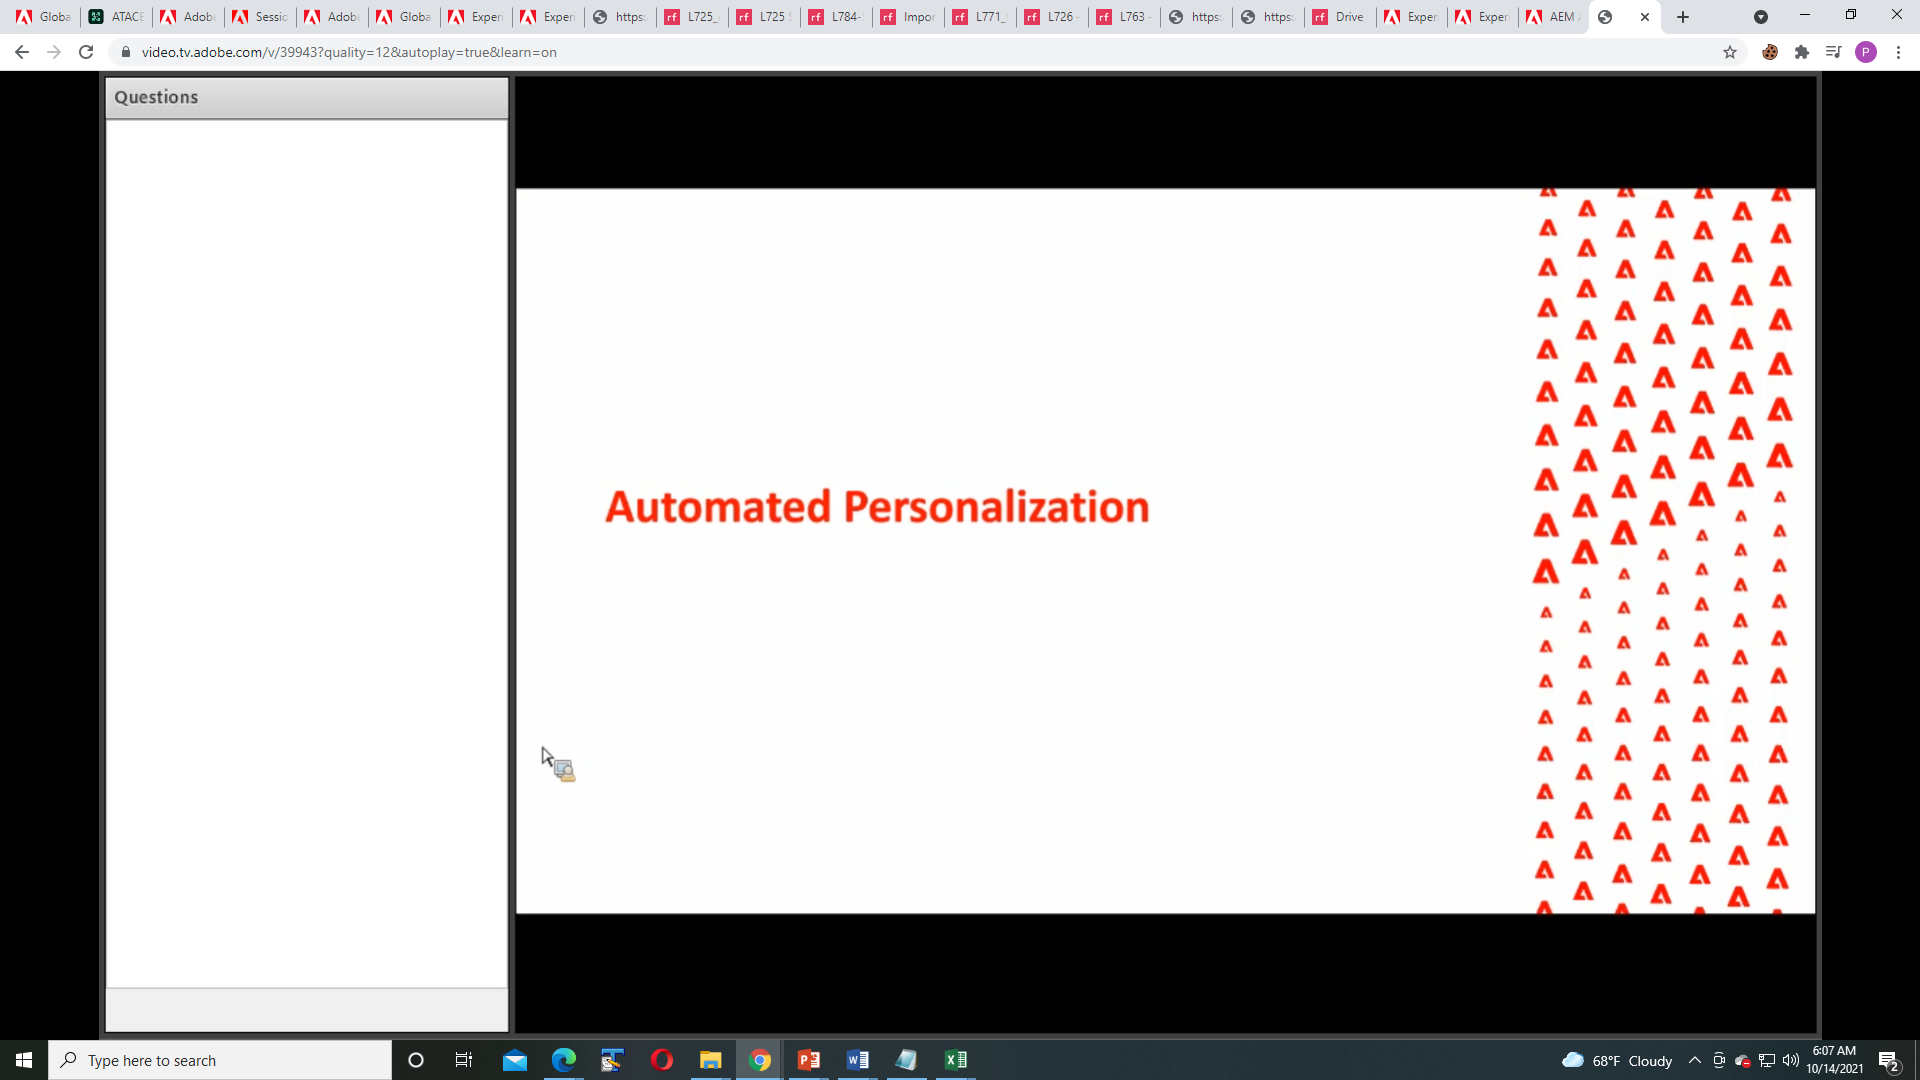 Globa
ATACE
Adob
Sessio
Adob
Globa
Exper
Exper
https:
L725_
L725 S
L784-
Impor
L771_
L726 -
L763 -
https:
https:
Drive
Exper
Exper
AEM
video.tv.adobe.com/v/39943?quality=12&autoplay=true&learn=on
P
Questions
Automated Personalization
Type here to search
68°F Cloudy
6:07 AM
10/14/2021
2